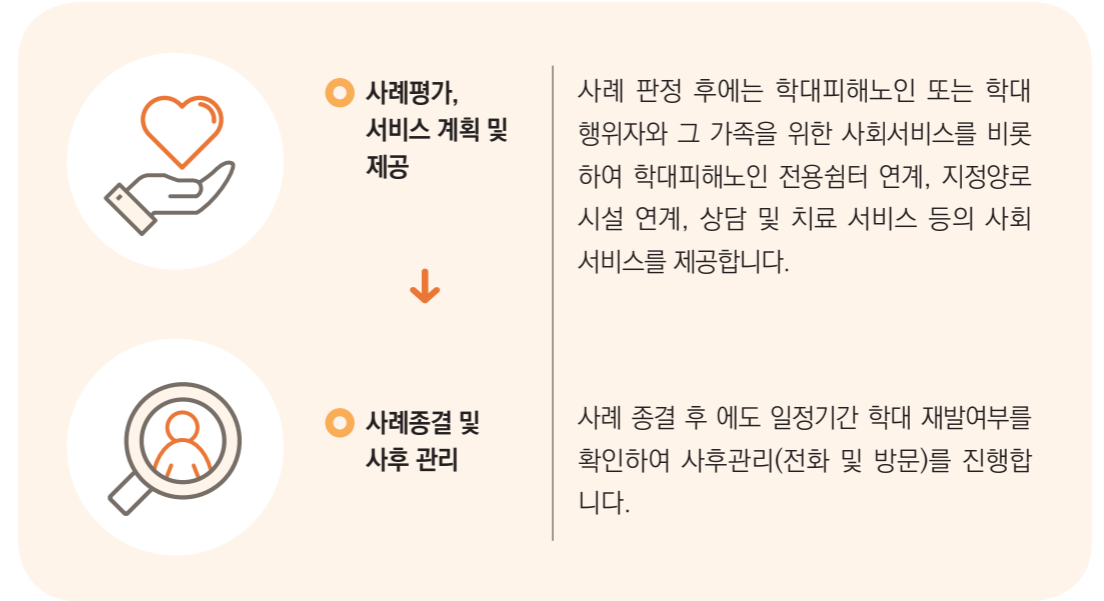 사례평가,
서비스 계획 및
제공
사례 판정 후에는 학대피해노인 또는 학대
행위자와 그 가족을 위한 사회서비스를 비롯
하여 학대피해노인 전용쉼터 연계, 지정양로
시설 연계, 상담 및 치료 서비스 등의 사회
서비스를 제공합니다.
사례종결 및
사후 관리
사례 종결 후 에도 일정기간 학대 재발여부를
확인하여 사후관리(전화 및 방문)를 진행합
니다.